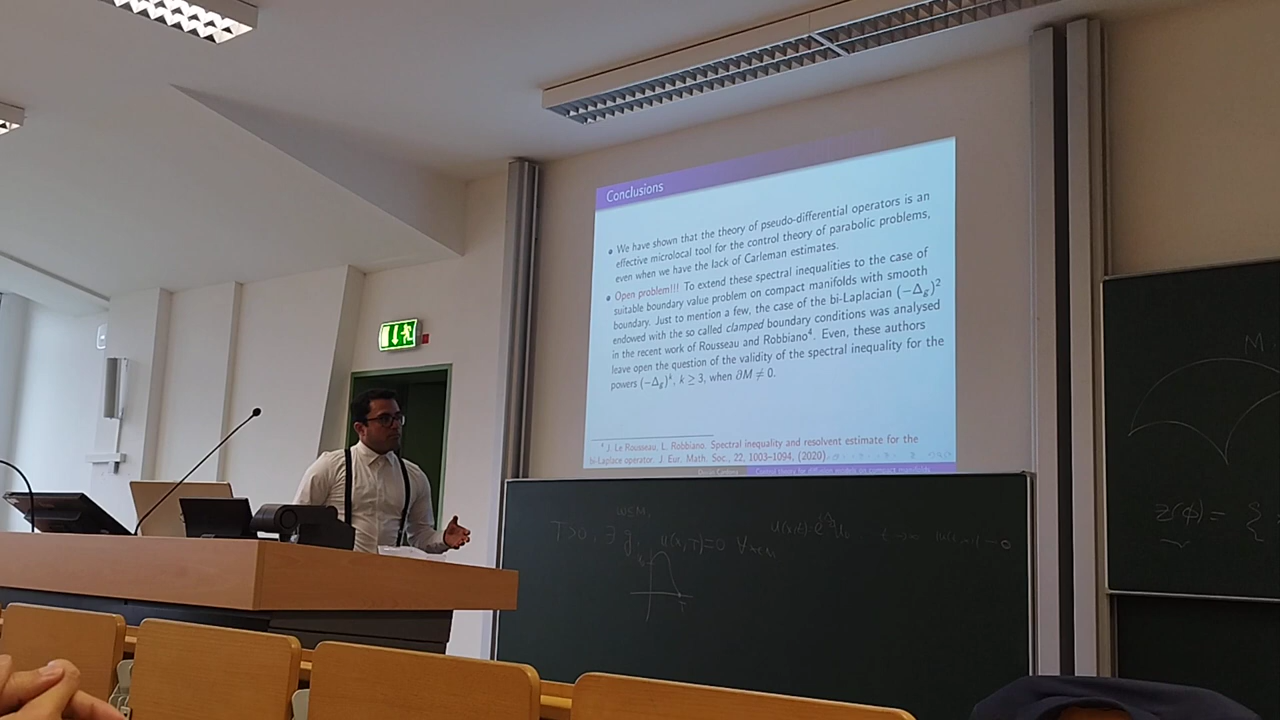 Conclusions
• We have shown that the theory of pseudo-differential operators is an
effective microlocal tool for the control theory of parabolic problems,
even when we have the lack of Carleman estimates.
• Open problem!!! To extend these spectral inequalities to the case of
suitable boundary value problem on compact manifolds with smooth
boundary. Just to mention a few, the case of the bi-Laplacian (−Δg)²
endowed with the so called clamped boundary conditions was analysed
in the recent work of Rousseau and Robbiano⁴. Even, these authors
leave open the question of the validity of the spectral inequality for the
powers (−Δg)ᵏ, k ≥ 3, when ∂M ≠ 0.
⁴ J. Le Rousseau, L. Robbiano. Spectral inequality and resolvent estimate for the
bi-Laplace operator. J. Eur. Math. Soc., 22, 1003–1094, (2020)
Control theory for diffusion models on compact manifolds
T>0, ∃ g, u(x,T)=0 ∀x∈M
T
M
z(φ) = {